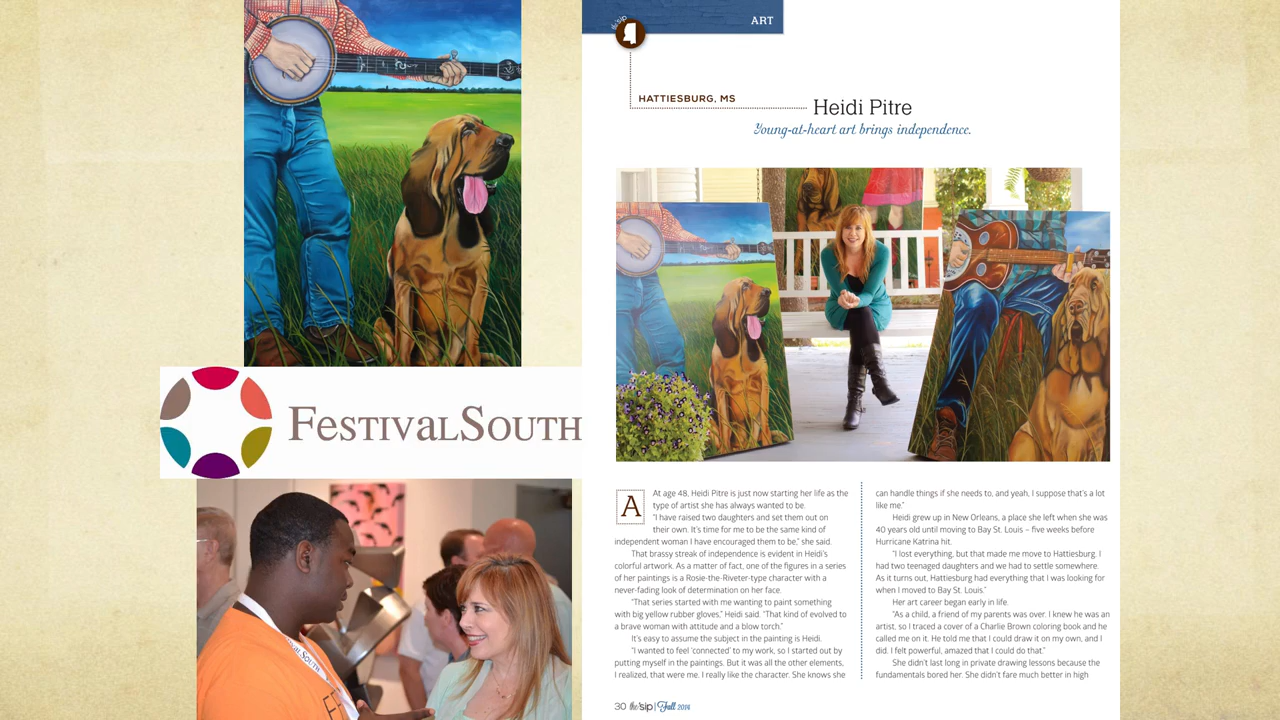 FESTIVALSOUTH
the 'sip
ART
HATTIESBURG, MS
Heidi Pitre
Young-at-heart art brings independence.
A
At age 48, Heidi Pitre is just now starting her life as the
type of artist she has always wanted to be.
"I have raised two daughters and set them out on
their own. It's time for me to be the same kind of
independent woman I have encouraged them to be," she said.
That brassy streak of independence is evident in Heidi's
colorful artwork. As a matter of fact, one of the figures in a series
of her paintings is a Rosie-the-Riveter-type character with a
never-fading look of determination on her face.
"That series started with me wanting to paint something
with big yellow rubber gloves," Heidi said. "That kind of evolved to
a brave woman with attitude and a blow torch."
It's easy to assume the subject in the painting is Heidi.
"I wanted to feel 'connected' to my work, so I started out by
putting myself in the paintings. But it was all the other elements,
I realized, that were me. I really like the character. She knows she
can handle things if she needs to, and yeah, I suppose that's a lot
like me."
Heidi grew up in New Orleans, a place she left when she was
40 years old until moving to Bay St. Louis – five weeks before
Hurricane Katrina hit.
"I lost everything, but that made me move to Hattiesburg. I
had two teenaged daughters and we had to settle somewhere.
As it turns out, Hattiesburg had everything that I was looking for
when I moved to Bay St. Louis."
Her art career began early in life.
"As a child, a friend of my parents was over. I knew he was an
artist, so I traced a cover of a Charlie Brown coloring book and he
called me on it. He told me that I could draw it on my own, and I
did. I felt powerful, amazed that I could do that."
She didn't last long in private drawing lessons because the
fundamentals bored her. She didn't fare much better in high
30 the 'sip | Fall 2014